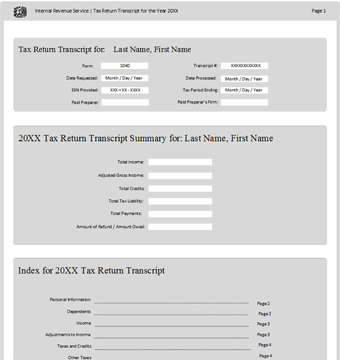 Internal Revenue Service | Tax Return Transcript for the Year 20XX Page 1
Tax Return Transcript for: Last Name, First Name
Form: 1040 Transcript #: XXXXXXXXXXXX
Date Requested: Month / Day / Year Date Processed: Month / Day / Year
SSN Provided: XXX – XX - XXXX Tax Period Ending: Month / Day / Year
Paid Preparer: Paid Preparer's Firm:
20XX Tax Return Transcript Summary for: Last Name, First Name
Total Income:
Adjusted Gross Income:
Total Credits:
Total Tax Liability:
Total Payments:
Amount of Refund / Amount Owed:
Index for 20XX Tax Return Transcript
Personal Information Page 2
Dependents Page 2
Income Page 3
Adjustments to Income Page 3
Taxes and Credits Page 4
Other Taxes Page 4